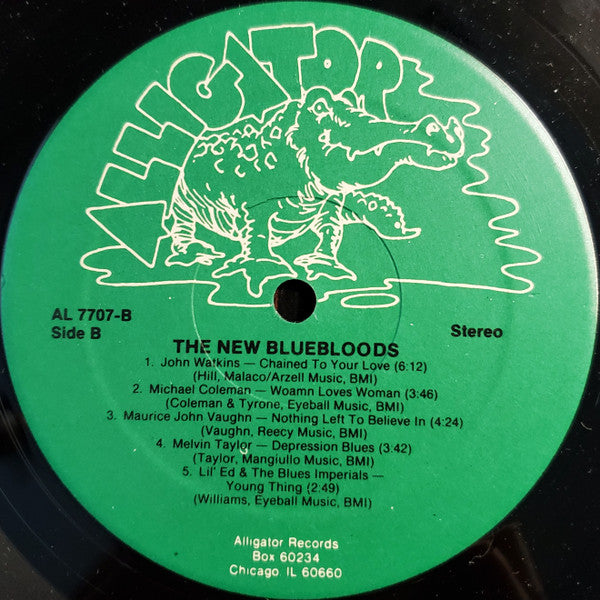 ALLIGATOR
AL 7707-B
Side B
Stereo
THE NEW BLUEBLOODS
1. John Watkins — Chained To Your Love (6:12)
(Hill, Malaco/Arzell Music, BMI)
2. Michael Coleman — Woamn Loves Woman (3:46)
(Coleman & Tyrone, Eyeball Music, BMI)
3. Maurice John Vaughn — Nothing Left To Believe In (4:24)
(Vaughn, Reecy Music, BMI)
4. Melvin Taylor — Depression Blues (3:42)
(Taylor, Mangiullo Music, BMI)
5. Lil' Ed & The Blues Imperials —
Young Thing (2:49)
(Williams, Eyeball Music, BMI)
Alligator Records
Box 60234
Chicago, IL 60660